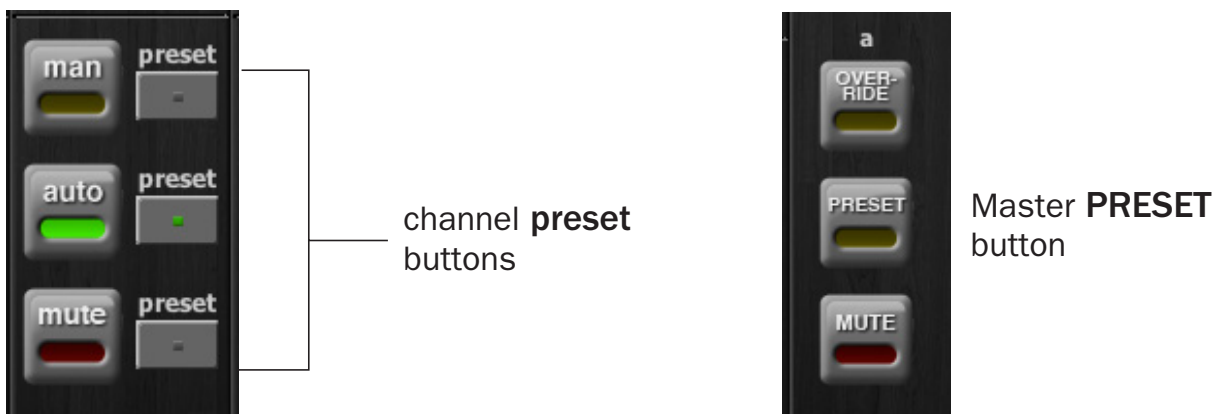 man
preset
auto
preset
mute
preset
channel preset
buttons
a
OVER-
RIDE
PRESET
MUTE
Master PRESET
button